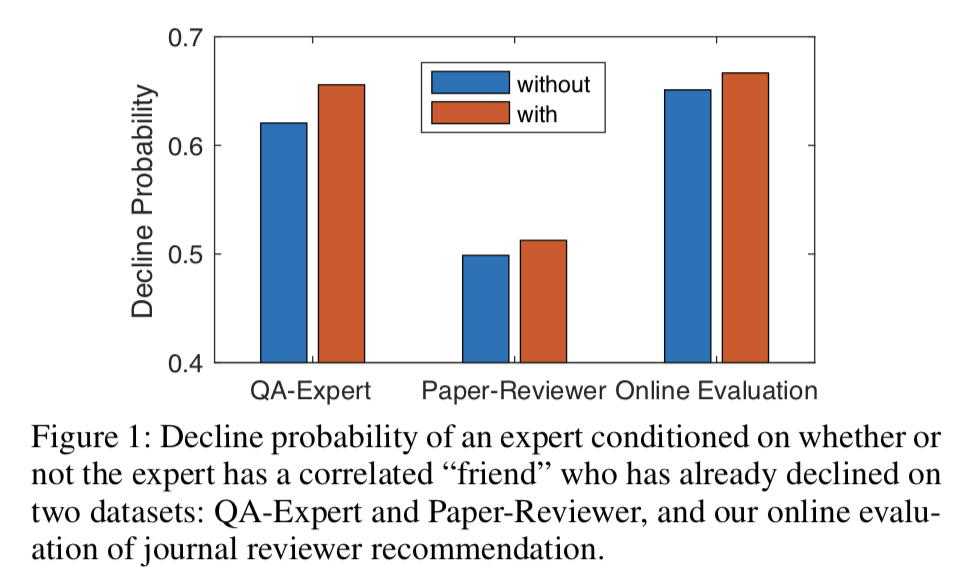 0.7
0.6
0.5
0.4
Decline Probability
without
with
QA-Expert
Paper-Reviewer
Online Evaluation
Figure 1: Decline probability of an expert conditioned on whether or
not the expert has a correlated “friend” who has already declined on
two datasets: QA-Expert and Paper-Reviewer, and our online evalu-
ation of journal reviewer recommendation.